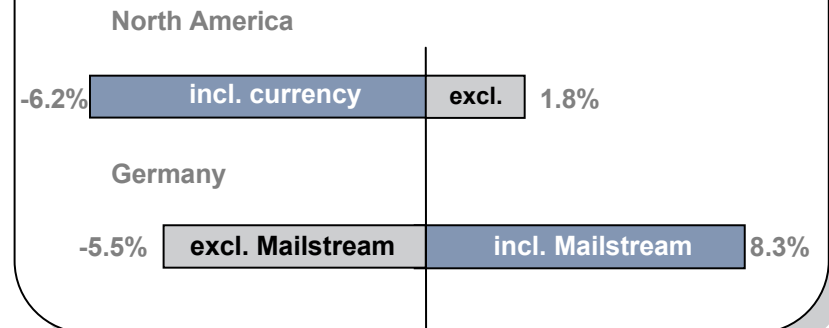 North America
-6.2% incl. currency excl. 1.8%
Germany
-5.5% excl. Mailstream incl. Mailstream 8.3%